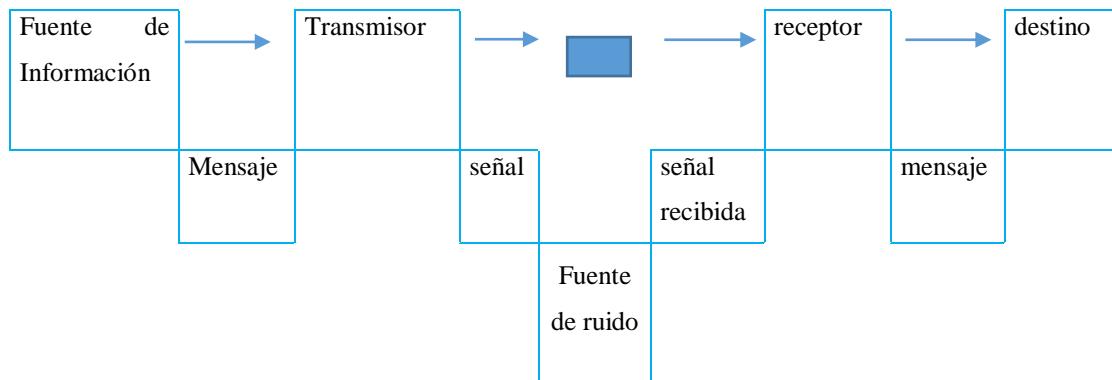 Fuente de
Información
Transmisor
receptor
destino
Mensaje
señal
señal
recibida
mensaje
Fuente
de ruido